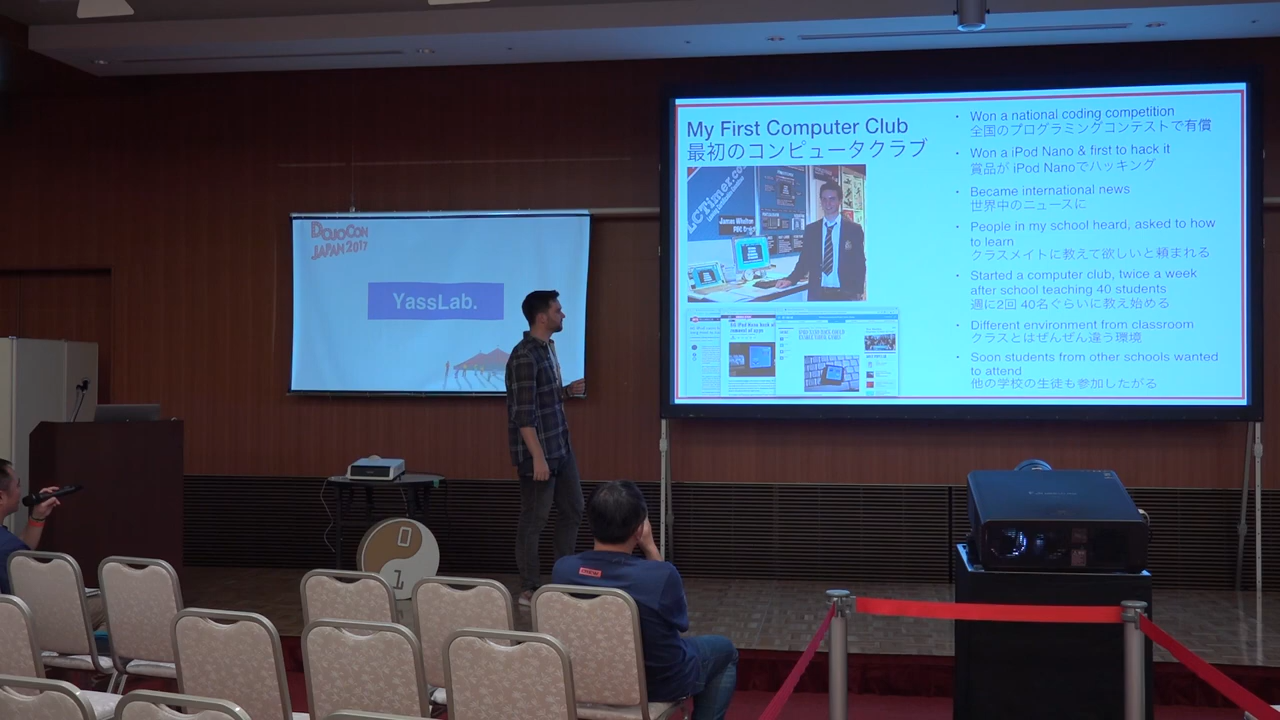 DOJOCON
JAPAN 2017
YassLab.
My First Computer Club
最初のコンピュータクラブ
LCTimer.co
James Whelton
• Won a national coding competition
全国のプログラミングコンテストで有償
• Won a iPod Nano & first to hack it
賞品が iPod Nanoでハッキング
• Became international news
世界中のニュースに
• People in my school heard, asked to how
to learn
クラスメイトに教えて欲しいと頼まれる
• Started a computer club, twice a week
after school teaching 40 students
週に2回 40名ぐらいに教え始める
• Different environment from classroom
クラスとはぜんぜん違う環境
• Soon students from other schools wanted
to attend
他の学校の生徒も参加したがる
0
1